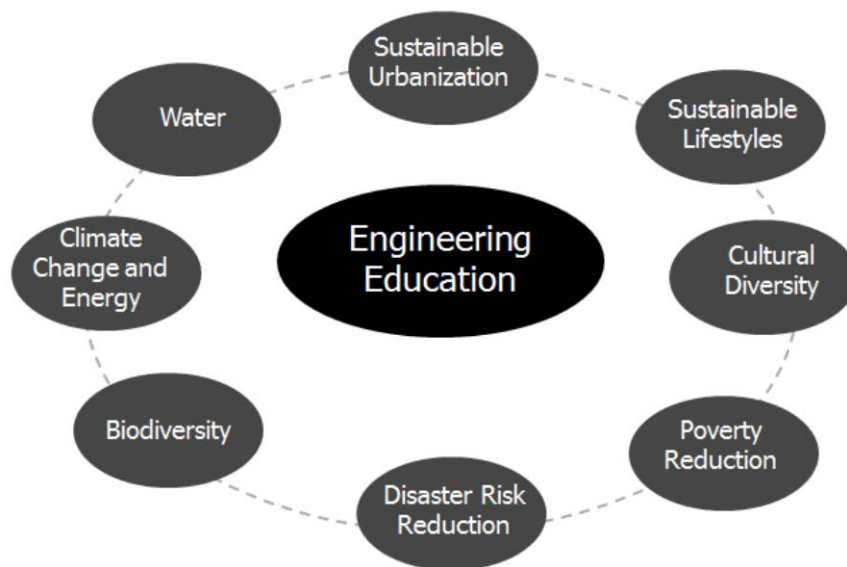 Sustainable
Urbanization
Water
Sustainable
Lifestyles
Climate
Change and
Energy
Engineering
Education
Cultural
Diversity
Biodiversity
Poverty
Reduction
Disaster Risk
Reduction